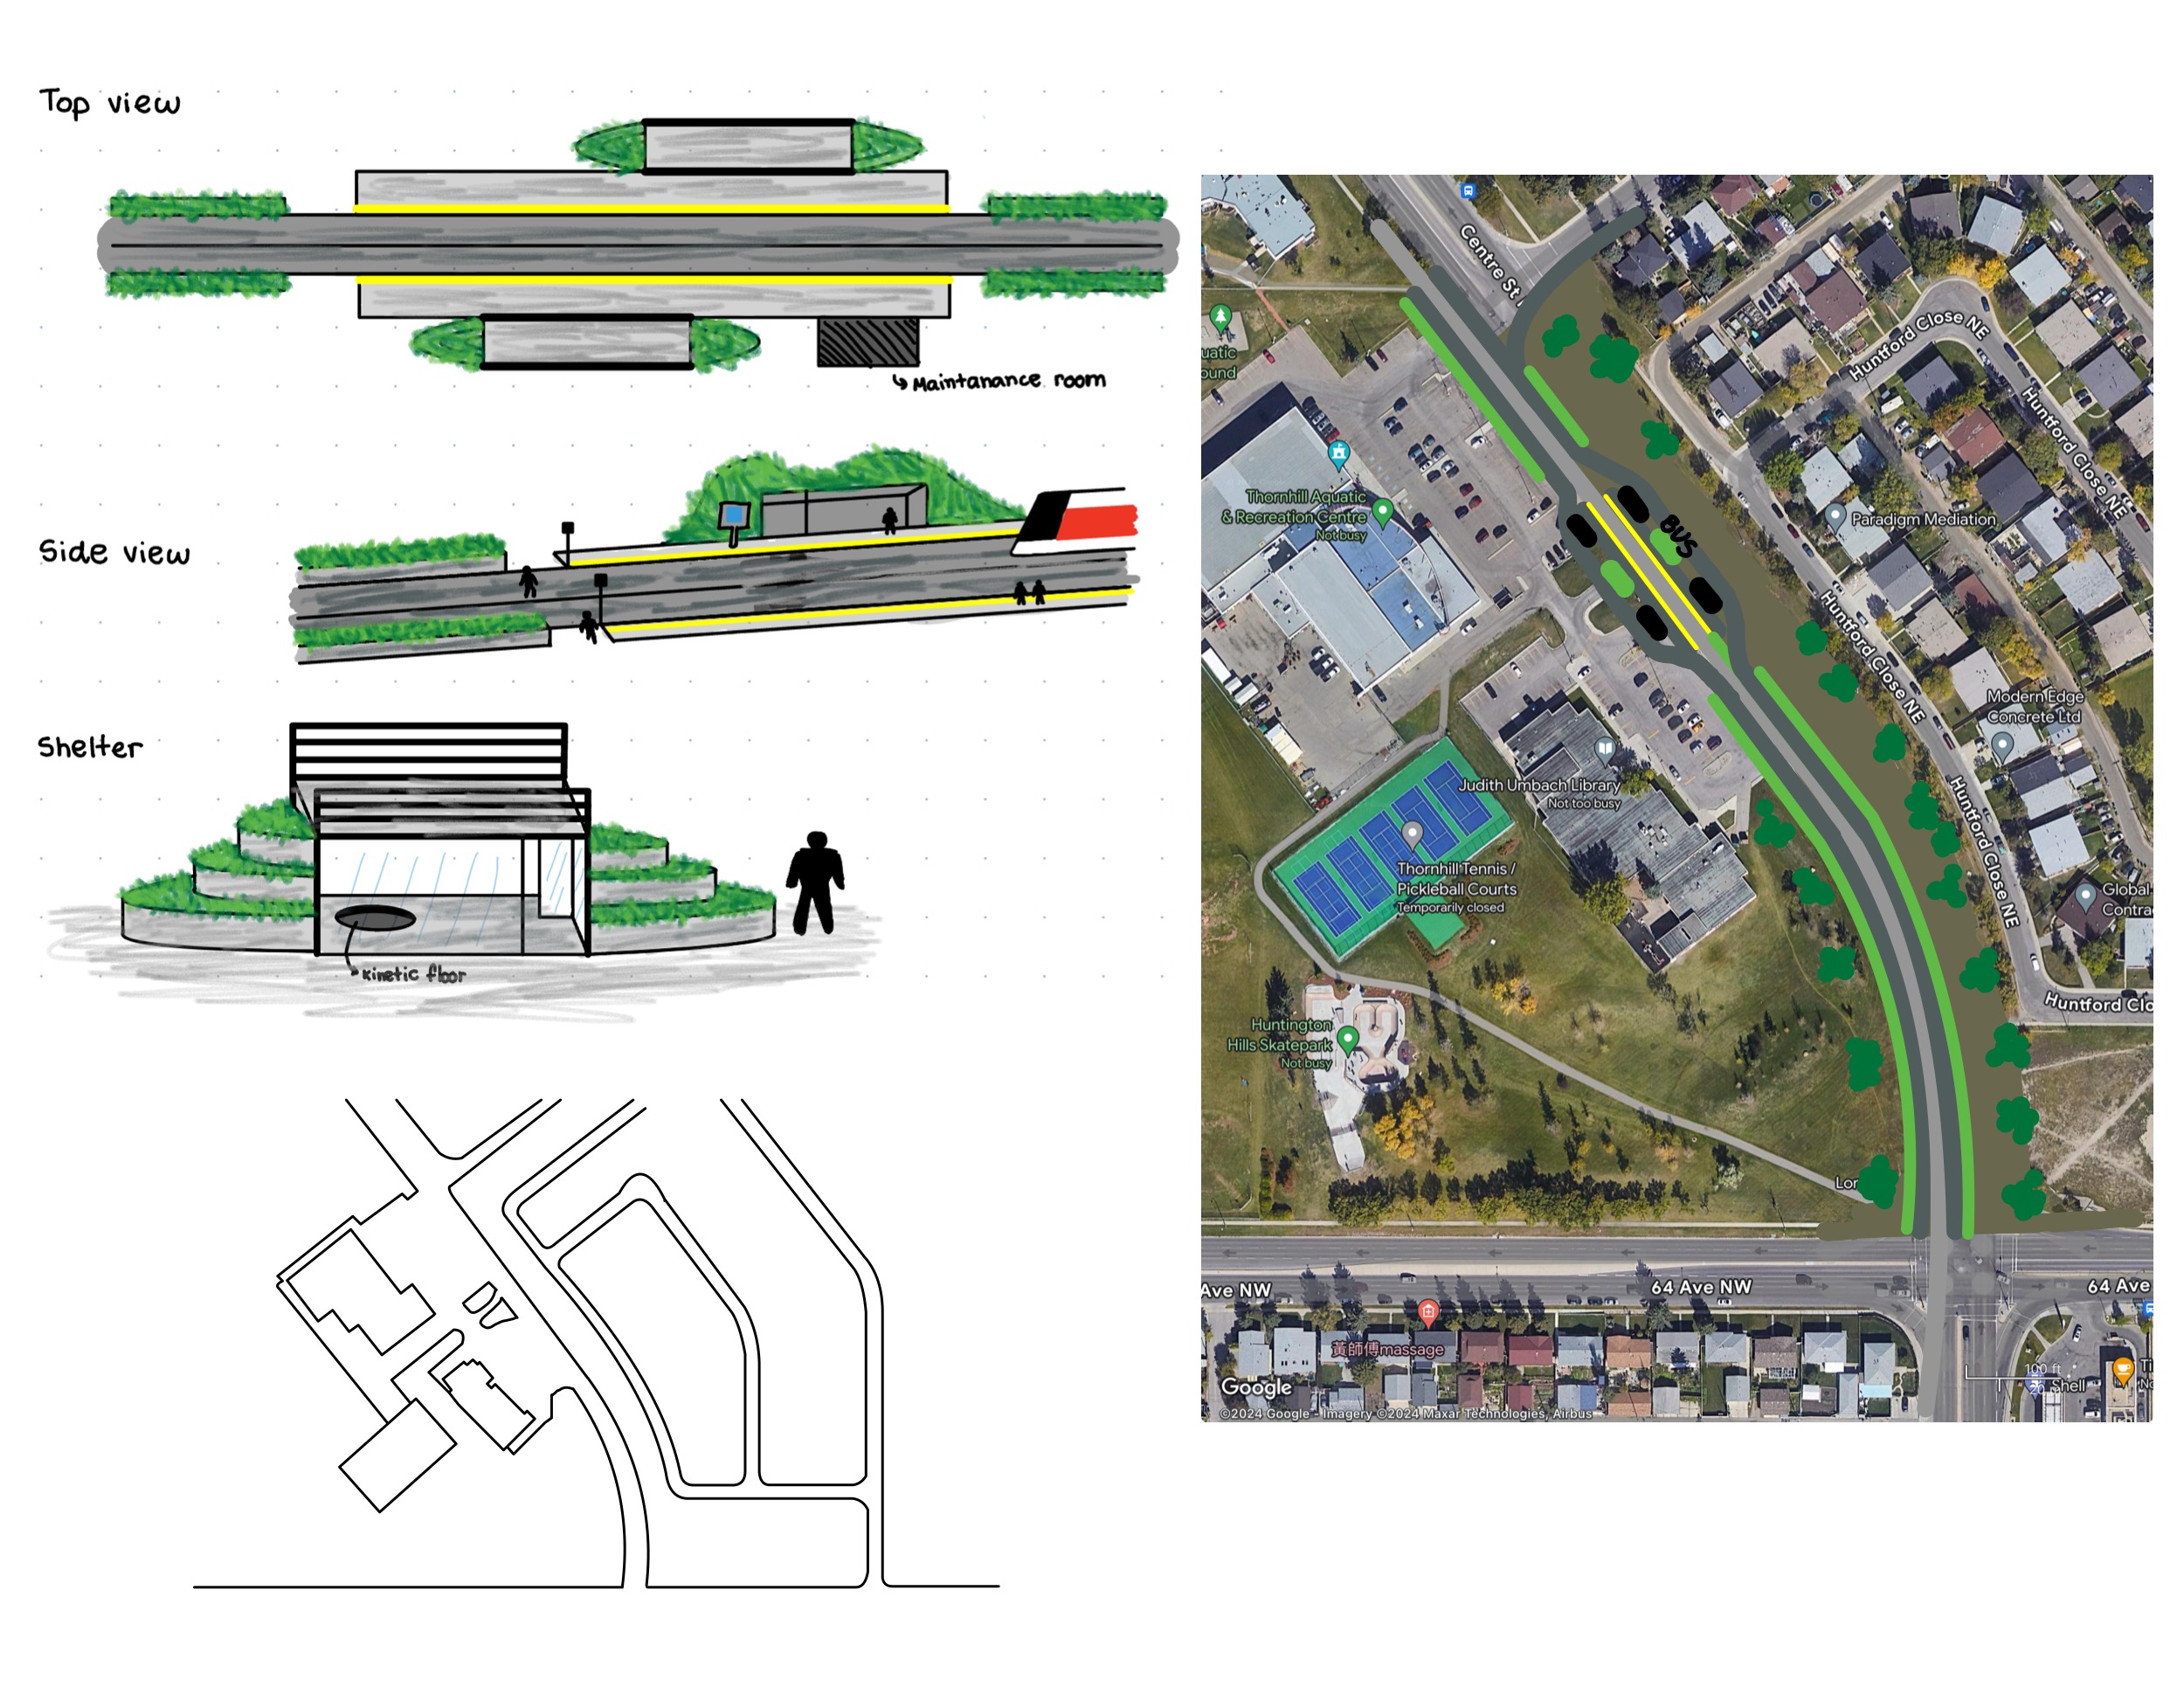 Top view
Maintanance room
Side view
Shelter
kinetic floor
Centre St
Huntford Close NE
Huntford Close NE
uatic
ound
Thornhill Aquatic
& Recreation Centre
Not busy
BUS
Paradigm Mediation
Huntford Close NE
Modern Edge
Concrete Ltd
Judith Umbach Library
Not too busy
Huntford Close NE
Thornhill Tennis /
Pickleball Courts
Temporarily closed
Global
Contra
Huntford Clo
Huntington
Hills Skatepark
Not busy
Lor
Ave NW
64 Ave NW
64 Ave
黃師傅massage
100 ft
20
Shell
Ti
No
Google
©2024 Google - Imagery ©2024 Maxar Technologies, Airbus